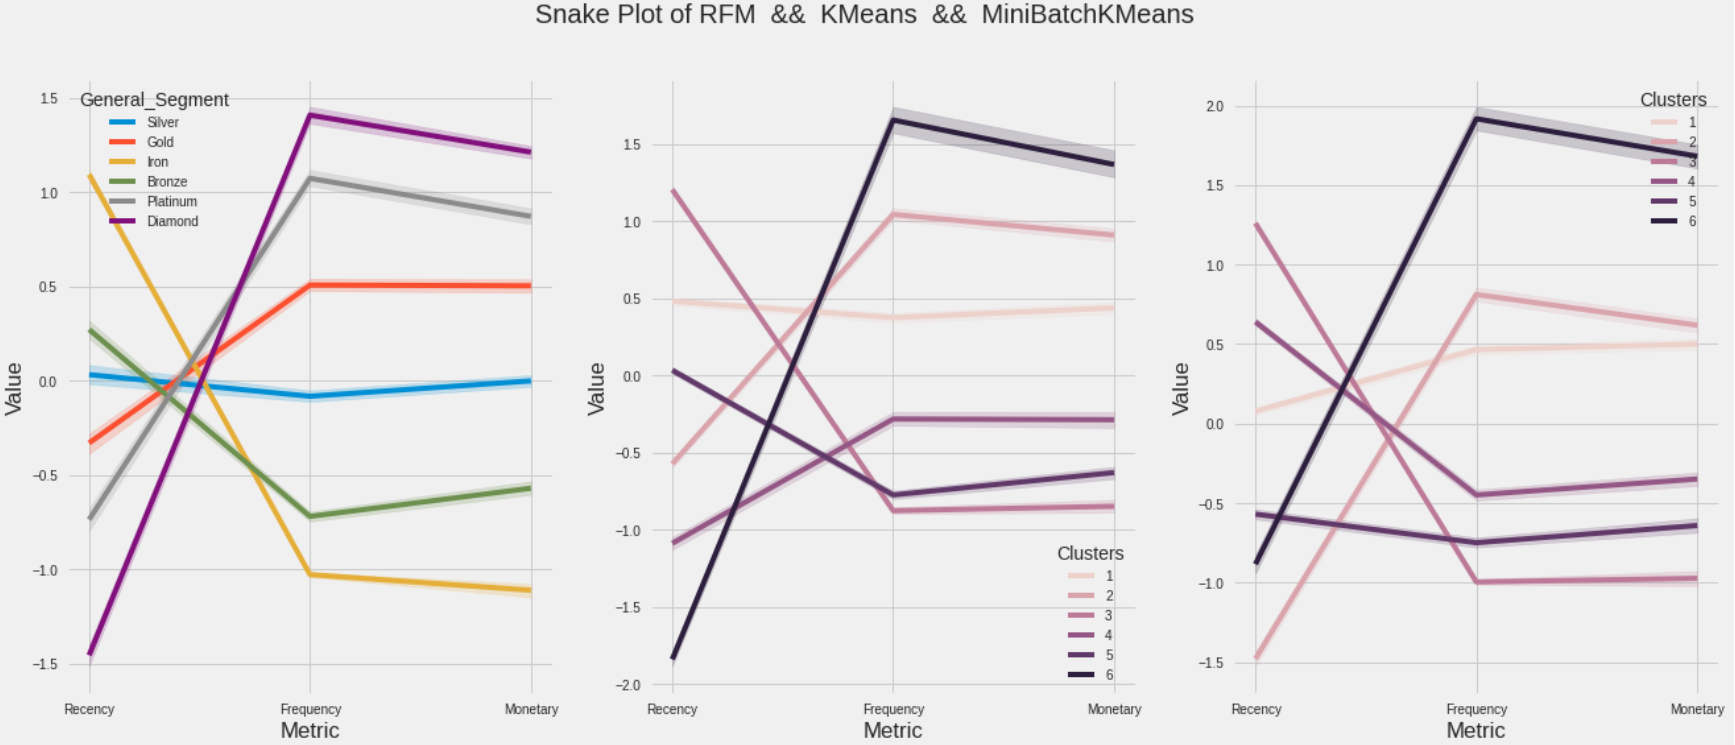 Snake Plot of RFM && KMeans && MiniBatchKMeans
Value
1.5
1.0
0.5
0.0
−0.5
−1.0
−1.5
General_Segment
Silver
Gold
Iron
Bronze
Platinum
Diamond
Recency
Frequency
Monetary
Metric
Value
1.5
1.0
0.5
0.0
−0.5
−1.0
−1.5
−2.0
Clusters
1
2
3
4
5
6
Recency
Frequency
Monetary
Metric
Value
2.0
1.5
1.0
0.5
0.0
−0.5
−1.0
−1.5
Clusters
1
2
3
4
5
6
Recency
Frequency
Monetary
Metric